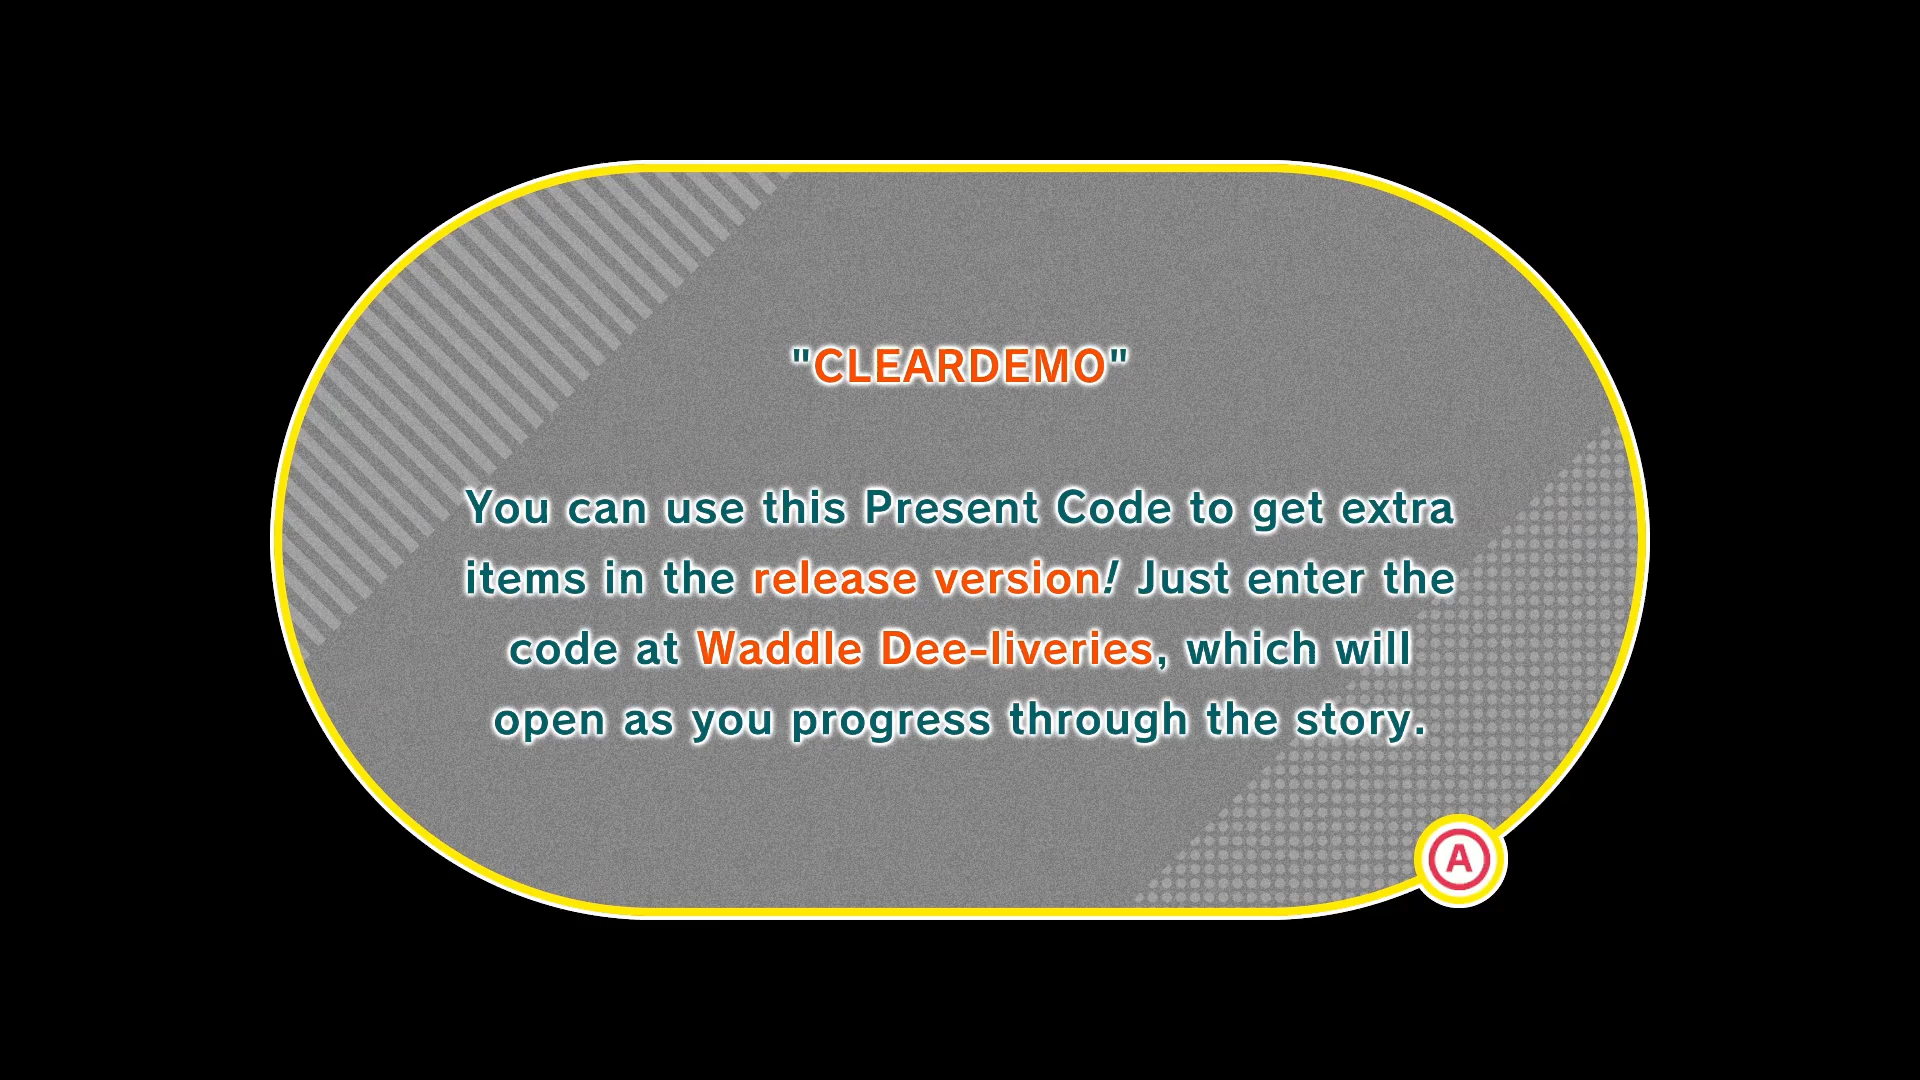 "CLEARDEMO"
You can use this Present Code to get extra
items in the release version! Just enter the
code at Waddle Dee-liveries, which will
open as you progress through the story.
A